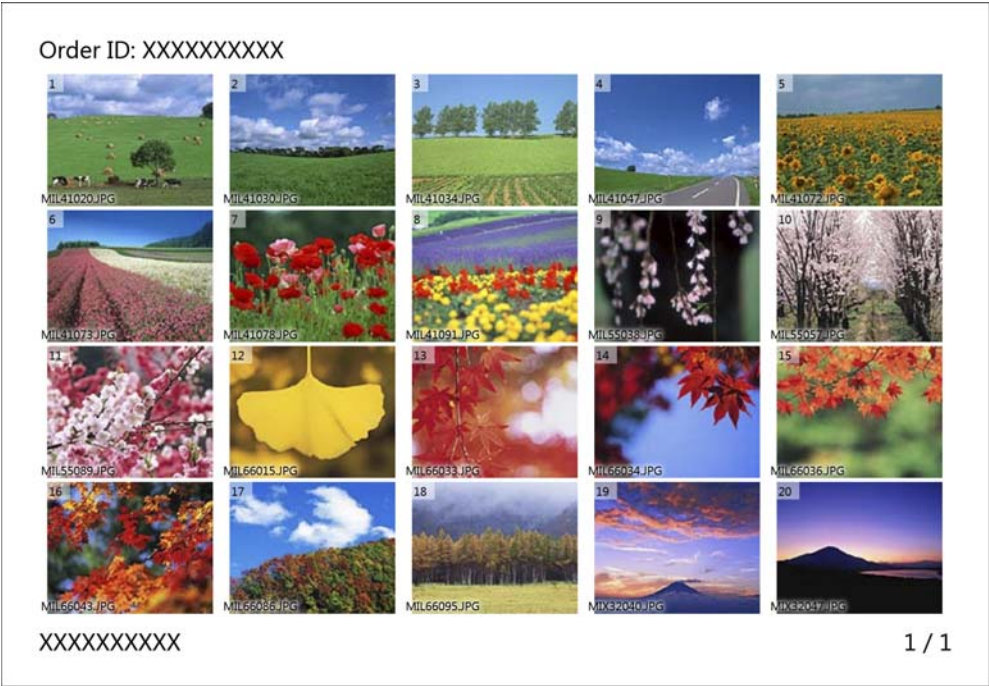 Order ID: XXXXXXXXXX
1 2 3 4 5
MIL41020.JPG MIL41030.JPG MIL41034.JPG MIL41047.JPG MIL41072.JPG
6 7 8 9 10
MIL41073.JPG MIL41078.JPG MIL41091.JPG MIL55038.JPG MIL55057.JPG
11 12 13 14 15
MIL55089.JPG MIL66015.JPG MIL66033.JPG MIL66034.JPG MIL66036.JPG
16 17 18 19 20
MIL66043.JPG MIL66086.JPG MIL66095.JPG MIX32040.JPG MIX32047.JPG
XXXXXXXXXX 1 / 1